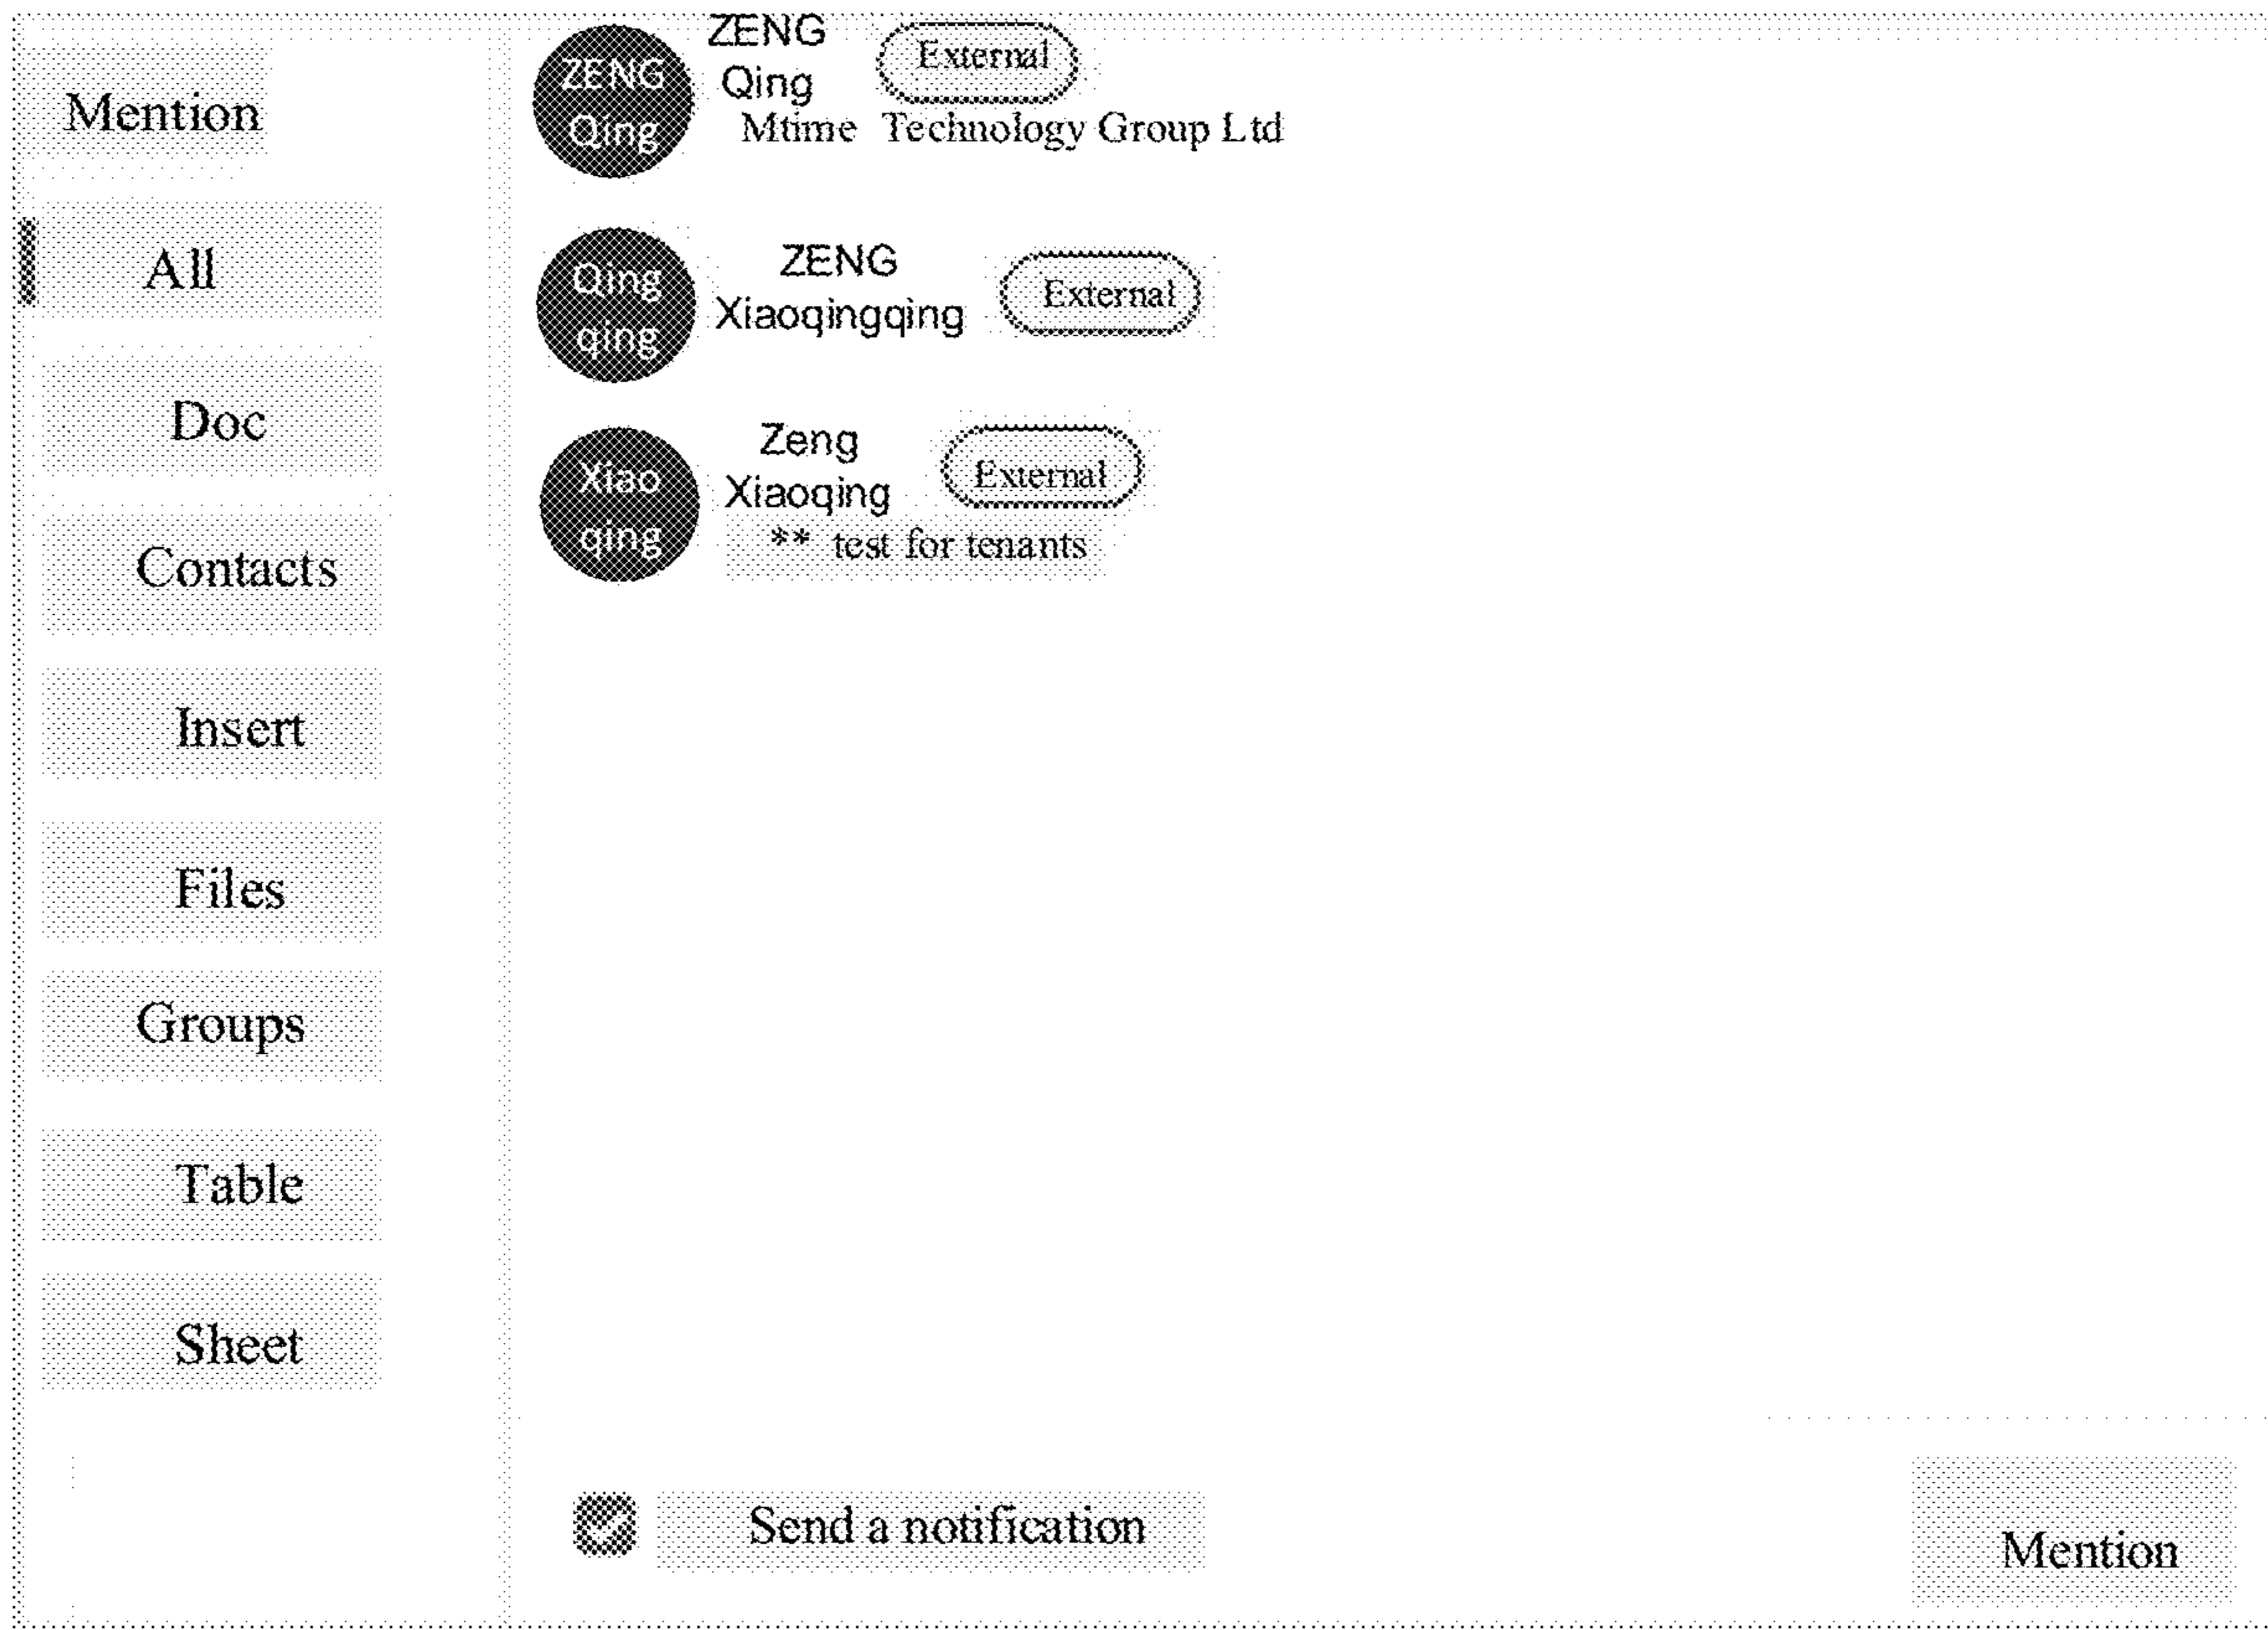 Mention
All
Doc
Contacts
Insert
Files
Groups
Table
Sheet
ZENG
Qing
ZENG
Qing
External
Mtime Technology Group Ltd
Qing
qing
ZENG
Xiaoqingqing
External
Xiao
qing
Zeng
Xiaoqing
External
** test for tenants
Send a notification
Mention